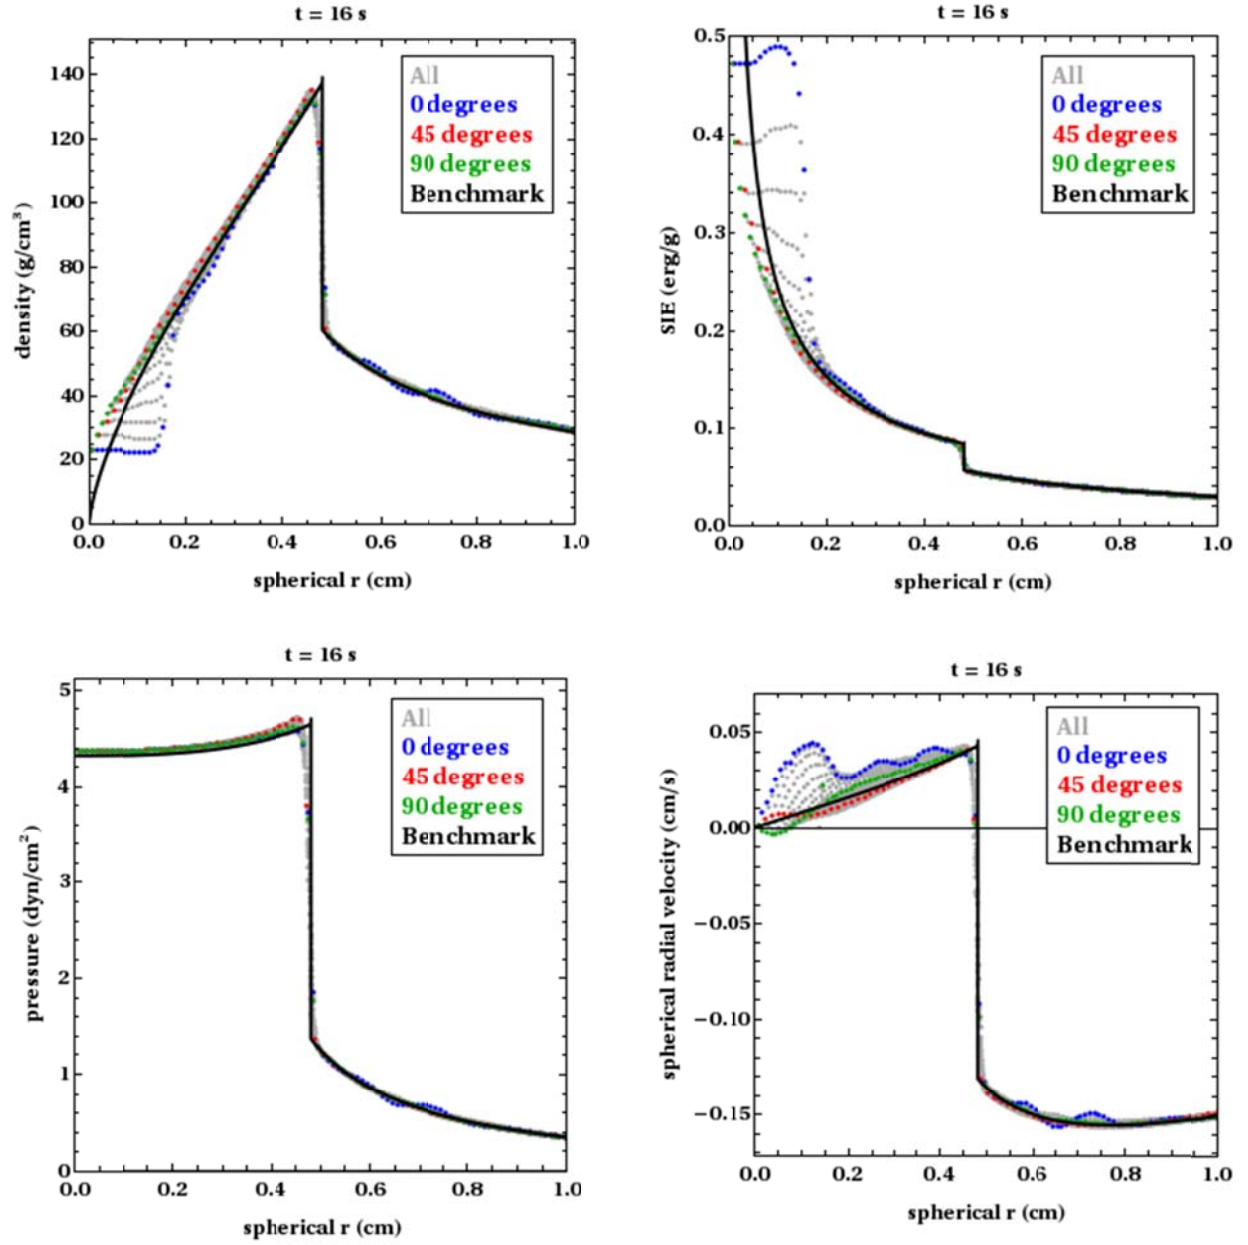 t = 16 s
density (g/cm³)
140
120
100
80
60
40
20
0
All
0 degrees
45 degrees
90 degrees
Benchmark
0.0 0.2 0.4 0.6 0.8 1.0
spherical r (cm)
t = 16 s
SIE (erg/g)
0.5
0.4
0.3
0.2
0.1
0.0
All
0 degrees
45 degrees
90 degrees
Benchmark
0.0 0.2 0.4 0.6 0.8 1.0
spherical r (cm)
t = 16 s
pressure (dyn/cm²)
5
4
3
2
1
0
All
0 degrees
45 degrees
90 degrees
Benchmark
0.0 0.2 0.4 0.6 0.8 1.0
spherical r (cm)
t = 16 s
spherical radial velocity (cm/s)
0.05
0.00
−0.05
−0.10
−0.15
All
0 degrees
45 degrees
90 degrees
Benchmark
0.0 0.2 0.4 0.6 0.8 1.0
spherical r (cm)